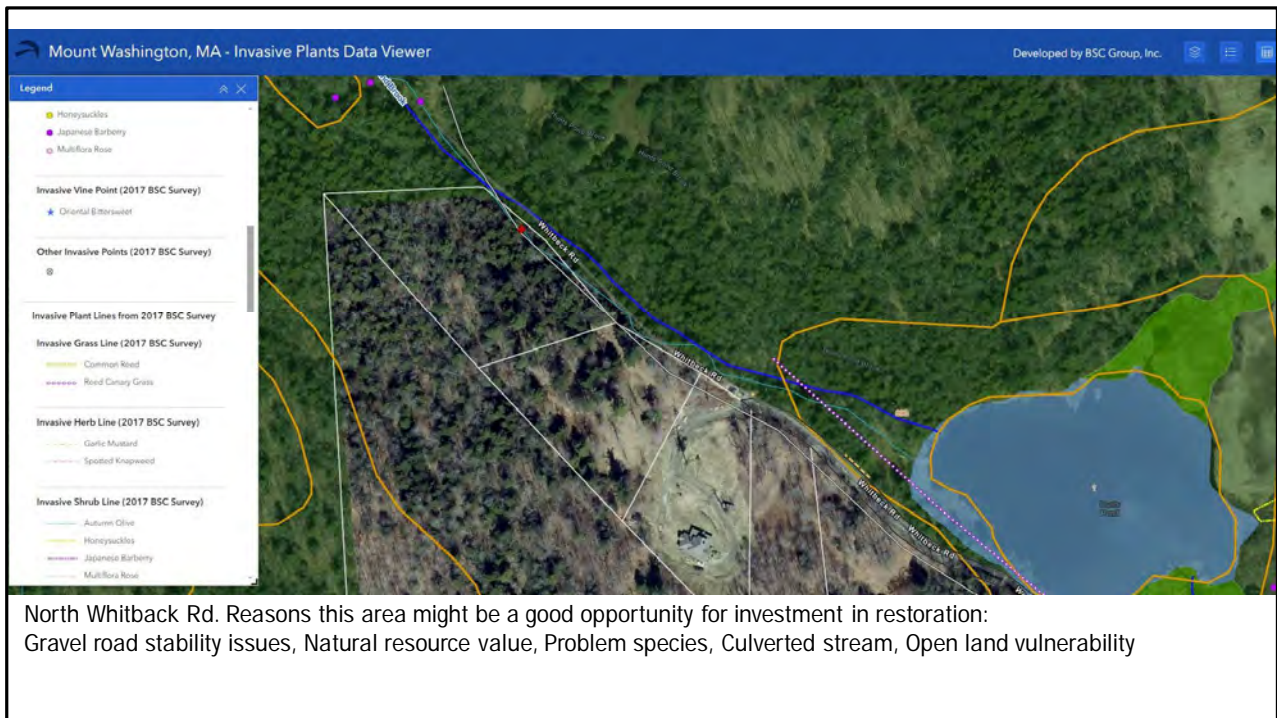 Mount Washington, MA - Invasive Plants Data Viewer
Developed by BSC Group, Inc.
Legend
Honeysuckles
Japanese Barberry
Multiflora Rose
Invasive Vine Point (2017 BSC Survey)
Oriental Bittersweet
Other Invasive Points (2017 BSC Survey)
Invasive Plant Lines from 2017 BSC Survey
Invasive Grass Line (2017 BSC Survey)
Common Reed
Reed Canary Grass
Invasive Herb Line (2017 BSC Survey)
Garlic Mustard
Spotted Knapweed
Invasive Shrub Line (2017 BSC Survey)
Autumn Olive
Honeysuckles
Japanese Barberry
Multiflora Rose
Whitbeck Rd
Whitbeck Rd
Whitbeck Rd
Whitbeck Rd
North Whitback Rd. Reasons this area might be a good opportunity for investment in restoration:
Gravel road stability issues, Natural resource value, Problem species, Culverted stream, Open land vulnerability